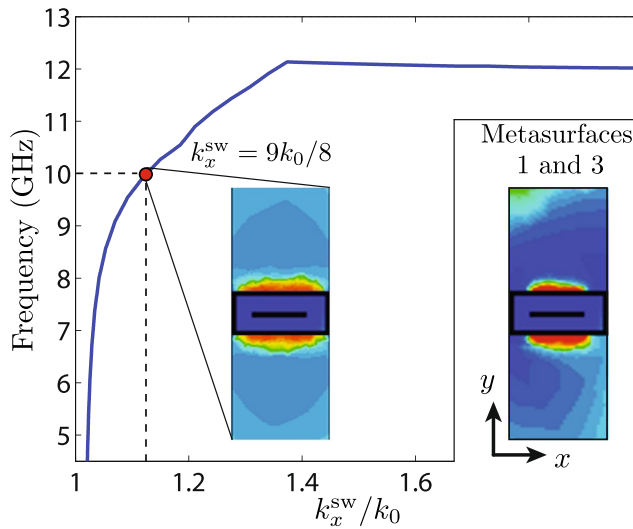 13
12
11
10
9
8
7
6
5
Frequency (GHz)
k_x^sw = 9k_0/8
Metasurfaces
1 and 3
y
x
1
1.2
1.4
1.6
k_x^sw/k_0